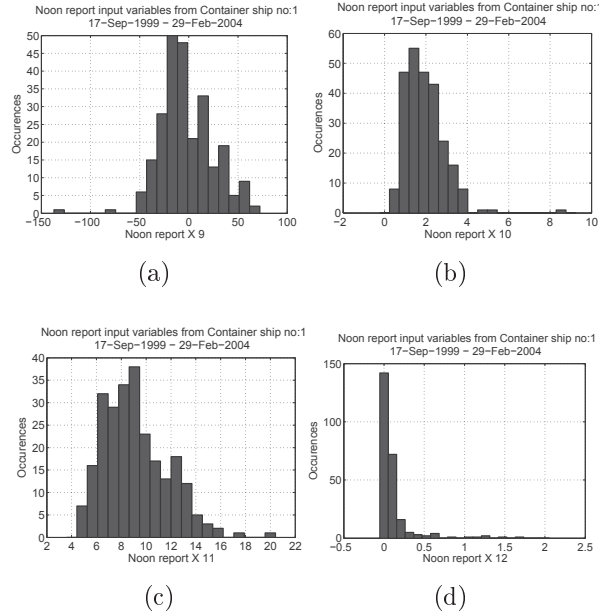 Noon report input variables from Container ship no:1
17−Sep−1999 − 29−Feb−2004
50
45
40
35
30
25
20
15
10
5
0
Occurences
−150 −100 −50 0 50 100
Noon report X 9
(a)
Noon report input variables from Container ship no:1
17−Sep−1999 − 29−Feb−2004
60
50
40
30
20
10
0
Occurences
−2 0 2 4 6 8 10
Noon report X 10
(b)
Noon report input variables from Container ship no:1
17−Sep−1999 − 29−Feb−2004
40
35
30
25
20
15
10
5
0
Occurences
2 4 6 8 10 12 14 16 18 20 22
Noon report X 11
(c)
Noon report input variables from Container ship no:1
17−Sep−1999 − 29−Feb−2004
150
100
50
0
Occurences
−0.5 0 0.5 1 1.5 2 2.5
Noon report X 12
(d)